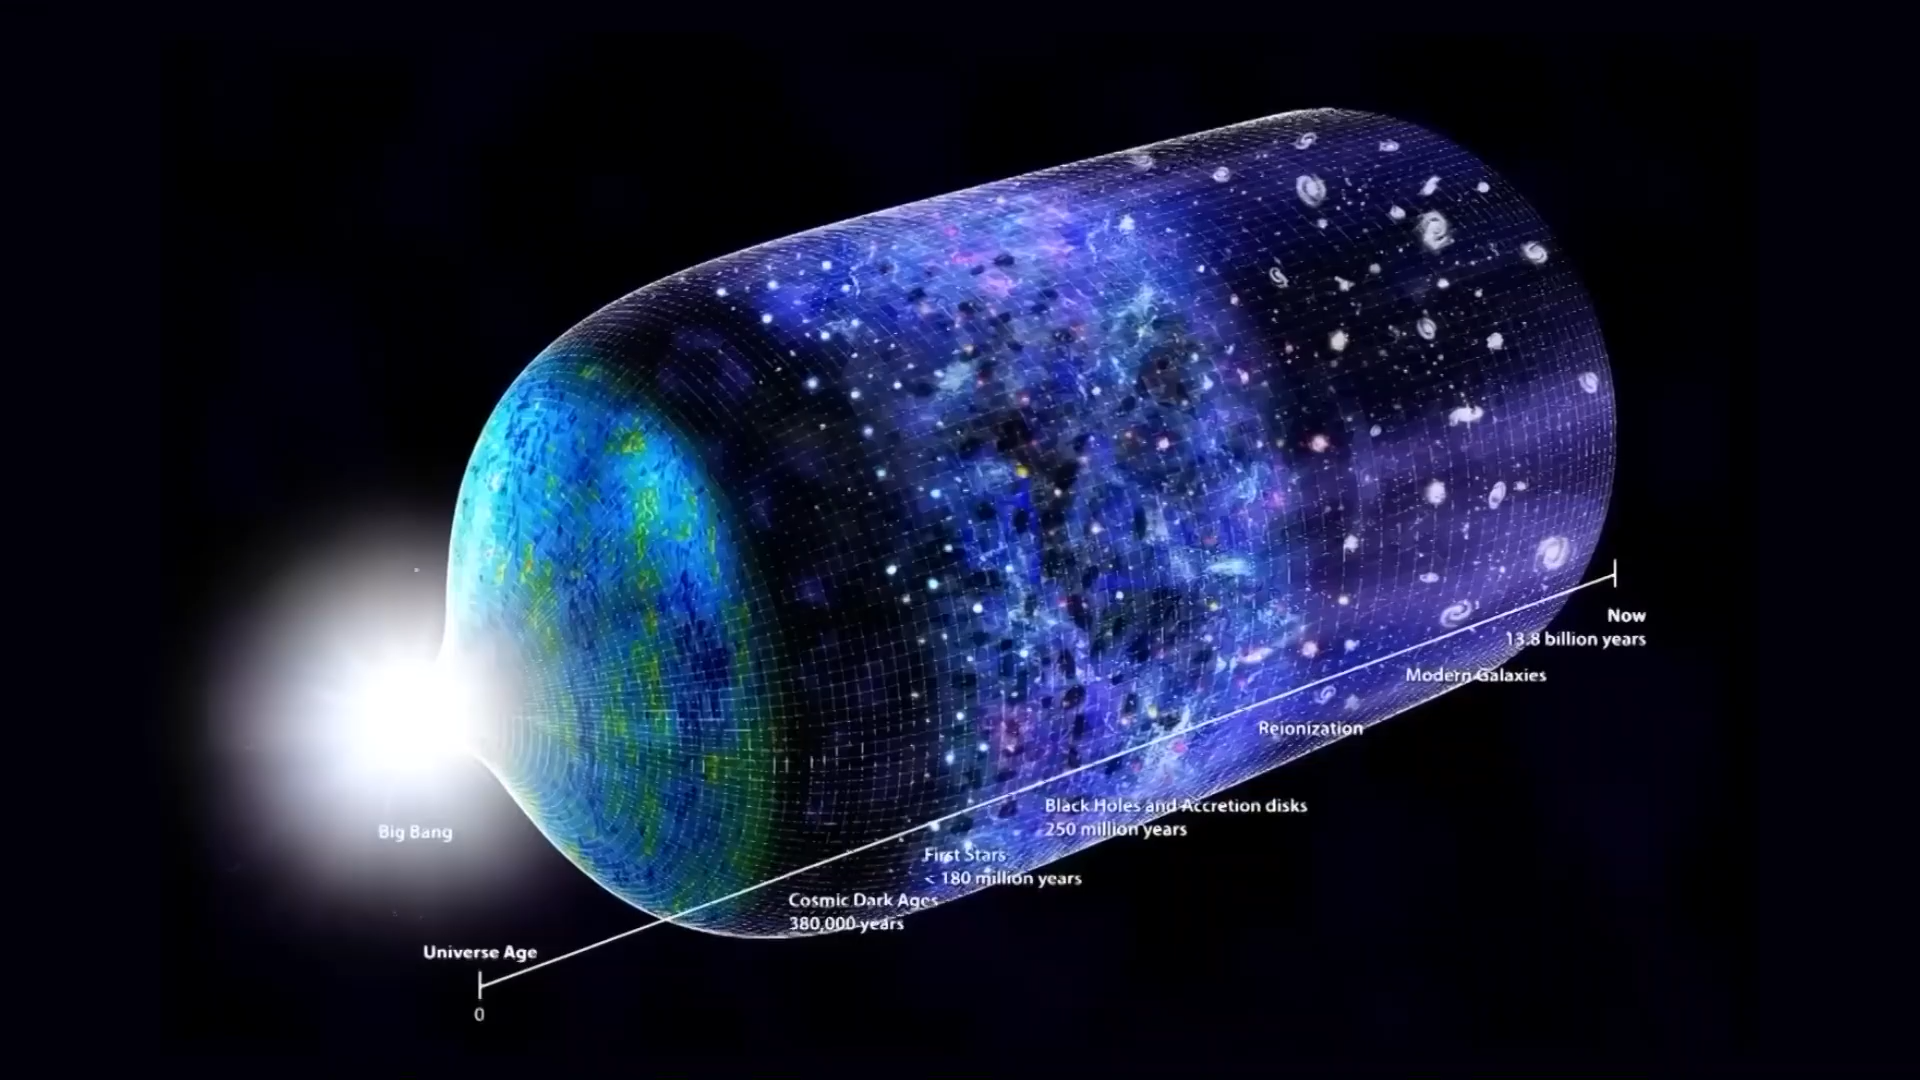 Big Bang
Universe Age
0
Cosmic Dark Ages
380,000 years
First Stars
< 180 million years
Black Holes and Accretion disks
250 million years
Reionization
Modern Galaxies
Now
13.8 billion years